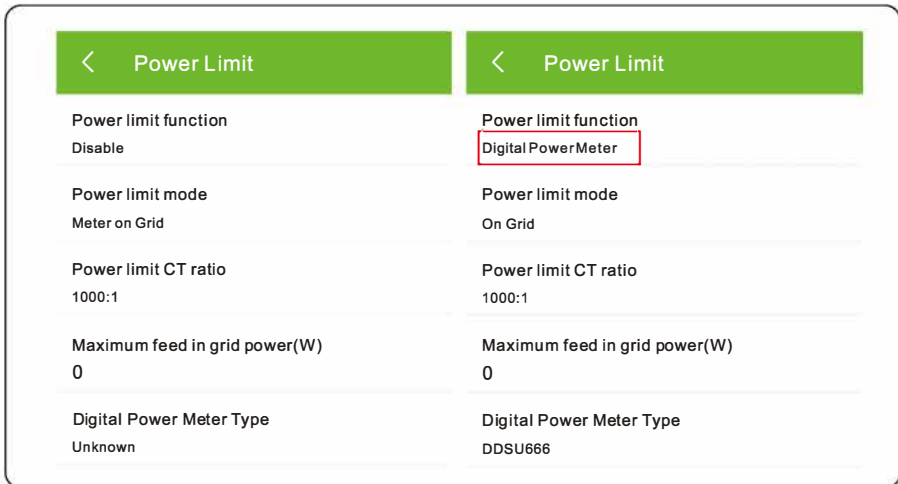 Power Limit
Power limit function
Disable
Power limit mode
Meter on Grid
Power limit CT ratio
1000:1
Maximum feed in grid power(W)
0
Digital Power Meter Type
Unknown
Power Limit
Power limit function
Digital Power Meter
Power limit mode
On Grid
Power limit CT ratio
1000:1
Maximum feed in grid power(W)
0
Digital Power Meter Type
DDSU666